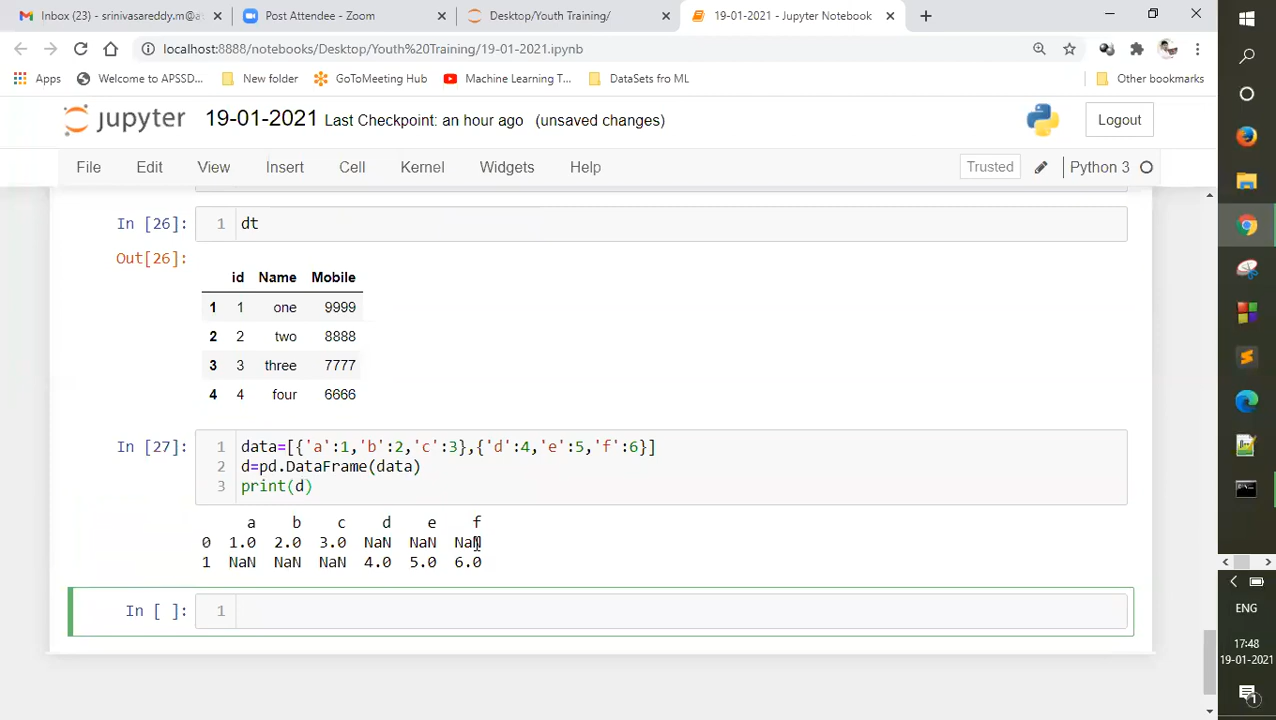 Inbox (23) - srinivasareddy.m@a
Post Attendee - Zoom
Desktop/Youth Training/
19-01-2021 - Jupyter Notebook
localhost:8888/notebooks/Desktop/Youth%20Training/19-01-2021.ipynb
Apps
Welcome to APSSD...
New folder
GoToMeeting Hub
Machine Learning T...
DataSets fro ML
Other bookmarks
jupyter 19-01-2021 Last Checkpoint: an hour ago (unsaved changes)
Logout
File Edit View Insert Cell Kernel Widgets Help
Trusted
Python 3
In [26]: 1 dt
Out[26]:
id Name Mobile
1 1 one 9999
2 2 two 8888
3 3 three 7777
4 4 four 6666
In [27]: 1 data=[{'a':1,'b':2,'c':3},{'d':4,'e':5,'f':6}]
2 d=pd.DataFrame(data)
3 print(d)
a b c d e f
0 1.0 2.0 3.0 NaN NaN NaN
1 NaN NaN NaN 4.0 5.0 6.0
In [ ]: 1
ENG
17:48
19-01-2021
1